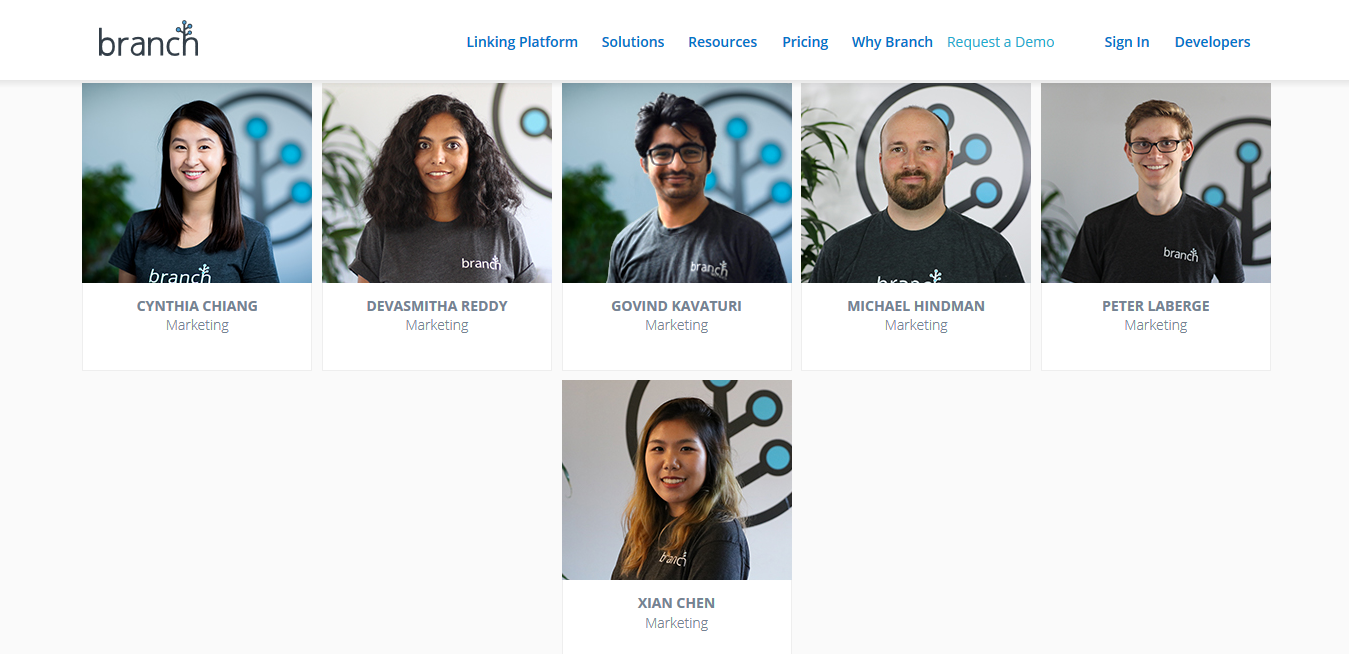 branch
Linking Platform
Solutions
Resources
Pricing
Why Branch
Request a Demo
Sign In
Developers
branch
branch
branch
branch
branch
CYNTHIA CHIANG
Marketing
DEVASMITHA REDDY
Marketing
GOVIND KAVATURI
Marketing
MICHAEL HINDMAN
Marketing
PETER LABERGE
Marketing
branch
XIAN CHEN
Marketing